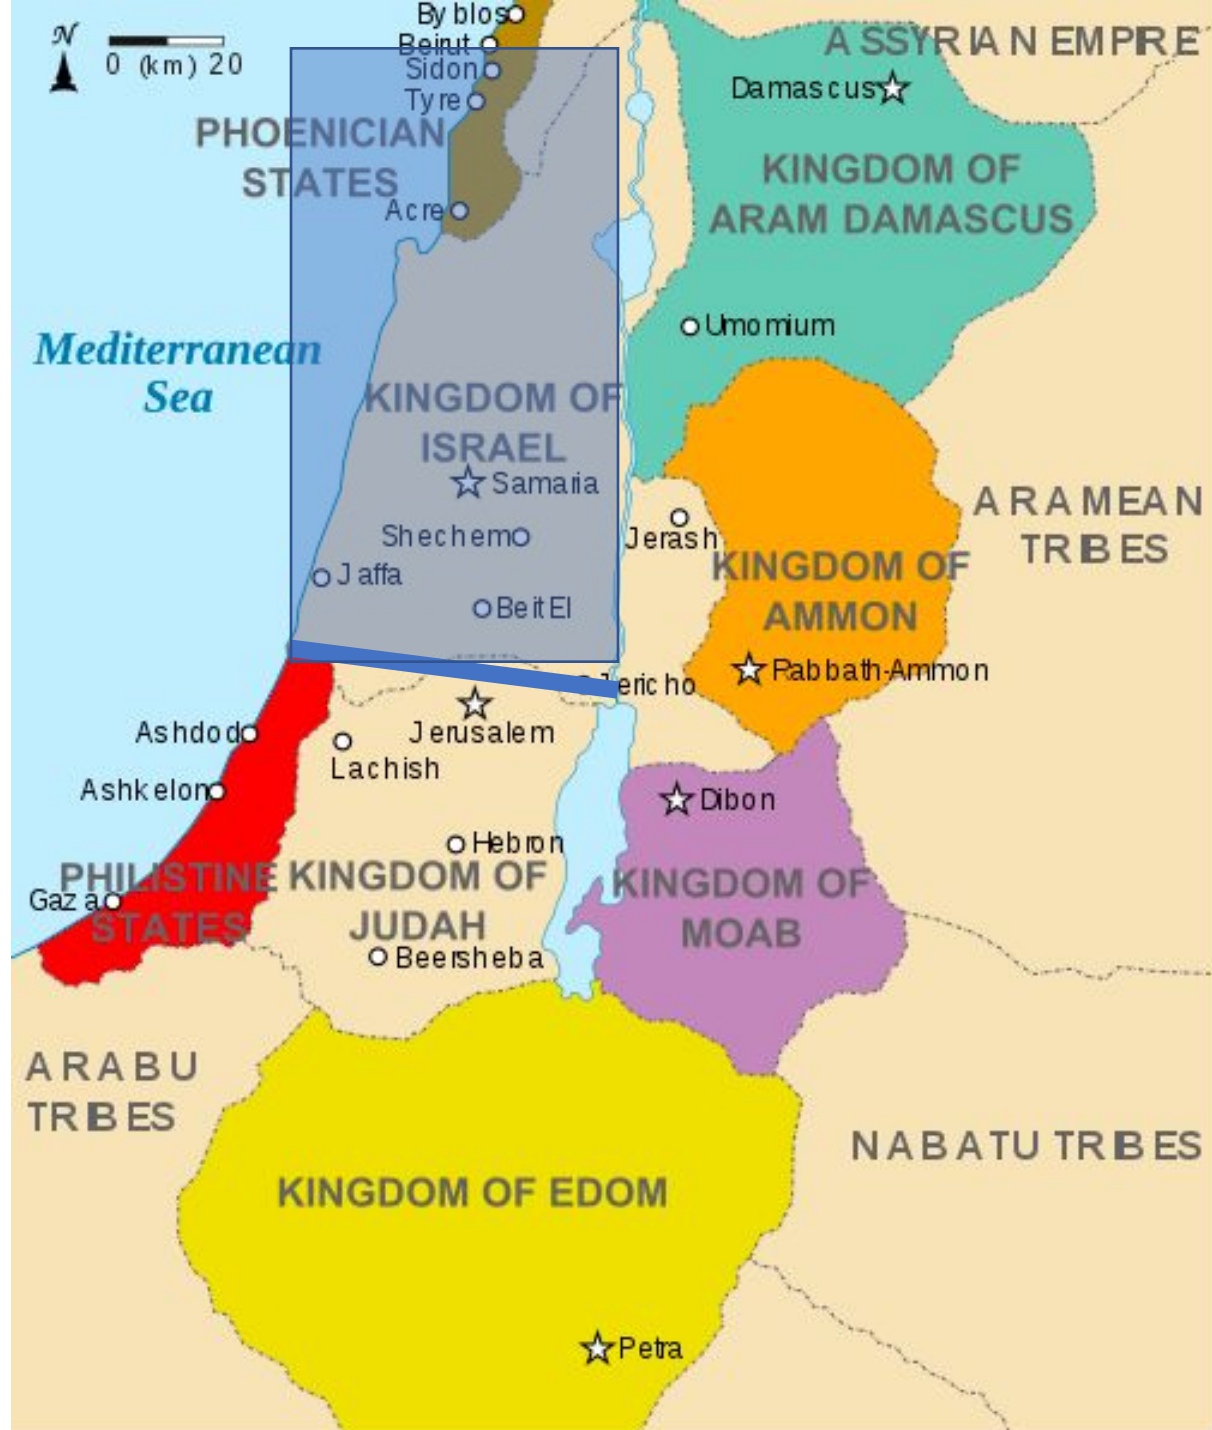 N
0 (km) 20
Byblos
Beirut
Sidon
Tyre
PHOENICIAN
STATES
Acre
ASSYRIAN EMPIRE
Damascus
KINGDOM OF
ARAM DAMASCUS
Umomium
Mediterranean
Sea
KINGDOM OF
ISRAEL
Samaria
Shechem
Jaffa
Beit El
Jerash
KINGDOM OF
AMMON
Rabbath-Ammon
ARAMEAN
TRIBES
Jericho
Jerusalem
Lachish
Ashdod
Ashkelon
Hebron
Dibon
PHILISTINE
STATES
Gaza
KINGDOM OF
JUDAH
Beersheba
KINGDOM OF
MOAB
ARABU
TRIBES
NABATU TRIBES
KINGDOM OF EDOM
Petra